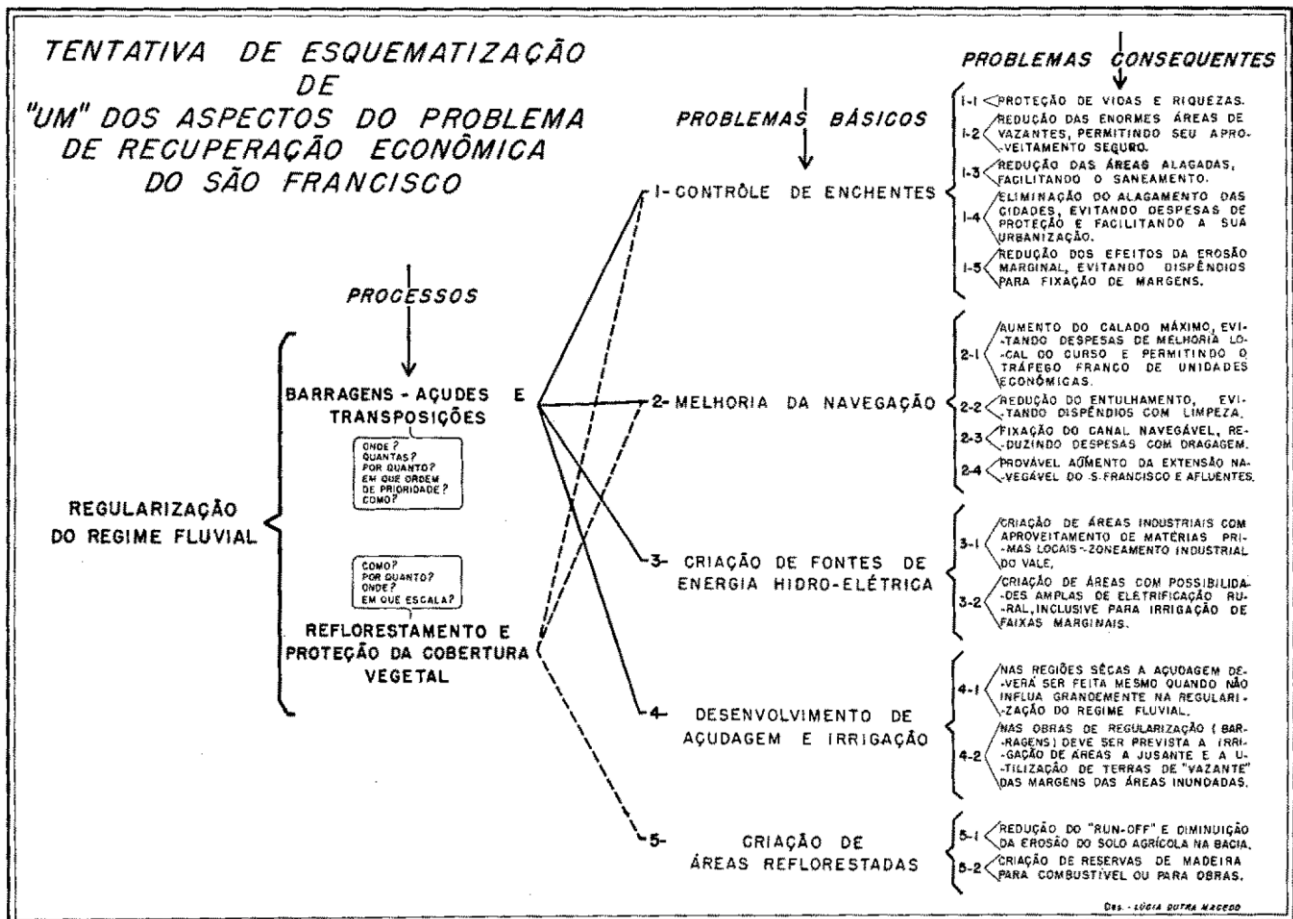 TENTATIVA DE ESQUEMATIZAÇÃO
DE
"UM" DOS ASPECTOS DO PROBLEMA
DE RECUPERAÇÃO ECONÔMICA
DO SÃO FRANCISCO
REGULARIZAÇÃO
DO REGIME FLUVIAL
PROCESSOS
BARRAGENS - AÇUDES E
TRANSPOSIÇÕES
ONDE?
QUANTAS?
POR QUANTO?
EM QUE ORDEM
DE PRIORIDADE?
COMO?
COMO?
POR QUANTO?
ONDE?
EM QUE ESCALA?
REFLORESTAMENTO E
PROTEÇÃO DA COBERTURA
VEGETAL
PROBLEMAS BÁSICOS
1- CONTRÔLE DE ENCHENTES
2- MELHORIA DA NAVEGAÇÃO
3- CRIAÇÃO DE FONTES DE
ENERGIA HIDRO-ELÉTRICA
4- DESENVOLVIMENTO DE
AÇUDAGEM E IRRIGAÇÃO
5- CRIAÇÃO DE
ÁREAS REFLORESTADAS
PROBLEMAS CONSEQUENTES
1-1 PROTEÇÃO DE VIDAS E RIQUEZAS.
1-2 REDUÇÃO DAS ENORMES ÁREAS DE
VAZANTES, PERMITINDO SEU APRO-
-VEITAMENTO SEGURO.
1-3 REDUÇÃO DAS ÁREAS ALAGADAS,
FACILITANDO O SANEAMENTO.
1-4 ELIMINAÇÃO DO ALAGAMENTO DAS
CIDADES, EVITANDO DESPESAS DE
PROTEÇÃO E FACILITANDO A SUA
URBANIZAÇÃO.
1-5 REDUÇÃO DOS EFEITOS DA EROSÃO
MARGINAL, EVITANDO DISPÊNDIOS
PARA FIXAÇÃO DE MARGENS.
2-1 AUMENTO DO CALADO MÁXIMO, EVI-
-TANDO DESPESAS DE MELHORIA LO-
-CAL DO CURSO E PERMITINDO O
TRÁFEGO FRANCO DE UNIDADES
ECONÔMICAS.
2-2 REDUÇÃO DO ENTULHAMENTO, EVI-
-TANDO DISPÊNDIOS COM LIMPEZA.
2-3 FIXAÇÃO DO CANAL NAVEGÁVEL, RE-
-DUZINDO DESPESAS COM DRAGAGEM.
2-4 PROVÁVEL AUMENTO DA EXTENSÃO NA-
-VEGÁVEL DO S. FRANCISCO E AFLUENTES.
3-1 CRIAÇÃO DE ÁREAS INDUSTRIAIS COM
APROVEITAMENTO DE MATÉRIAS PRI-
-MAS LOCAIS-ZONEAMENTO INDUSTRIAL
DO VALE.
3-2 CRIAÇÃO DE ÁREAS COM POSSIBILIDA-
-DES AMPLAS DE ELETRIFICAÇÃO RU-
-RAL, INCLUSIVE PARA IRRIGAÇÃO DE
FAIXAS MARGINAIS.
4-1 NAS REGIÕES SÊCAS A AÇUDAGEM DE-
-VERÁ SER FEITA MESMO QUANDO NÃO
INFLUA GRANDEMENTE NA REGULARI-
-ZAÇÃO DO REGIME FLUVIAL.
4-2 NAS OBRAS DE REGULARIZAÇÃO (BAR-
-RAGENS) DEVE SER PREVISTA A IRRI-
-GAÇÃO DE ÁREAS A JUSANTE E A U-
-TILIZAÇÃO DE TERRAS DE "VAZANTE"
DAS MARGENS DAS ÁREAS INUNDADAS.
5-1 REDUÇÃO DO "RUN-OFF" E DIMINUIÇÃO
DA EROSÃO DO SOLO AGRÍCOLA NA BACIA.
5-2 CRIAÇÃO DE RESERVAS DE MADEIRA
PARA COMBUSTÍVEL OU PARA OBRAS.
DES. - LÚCIA DUTRA MACEDO